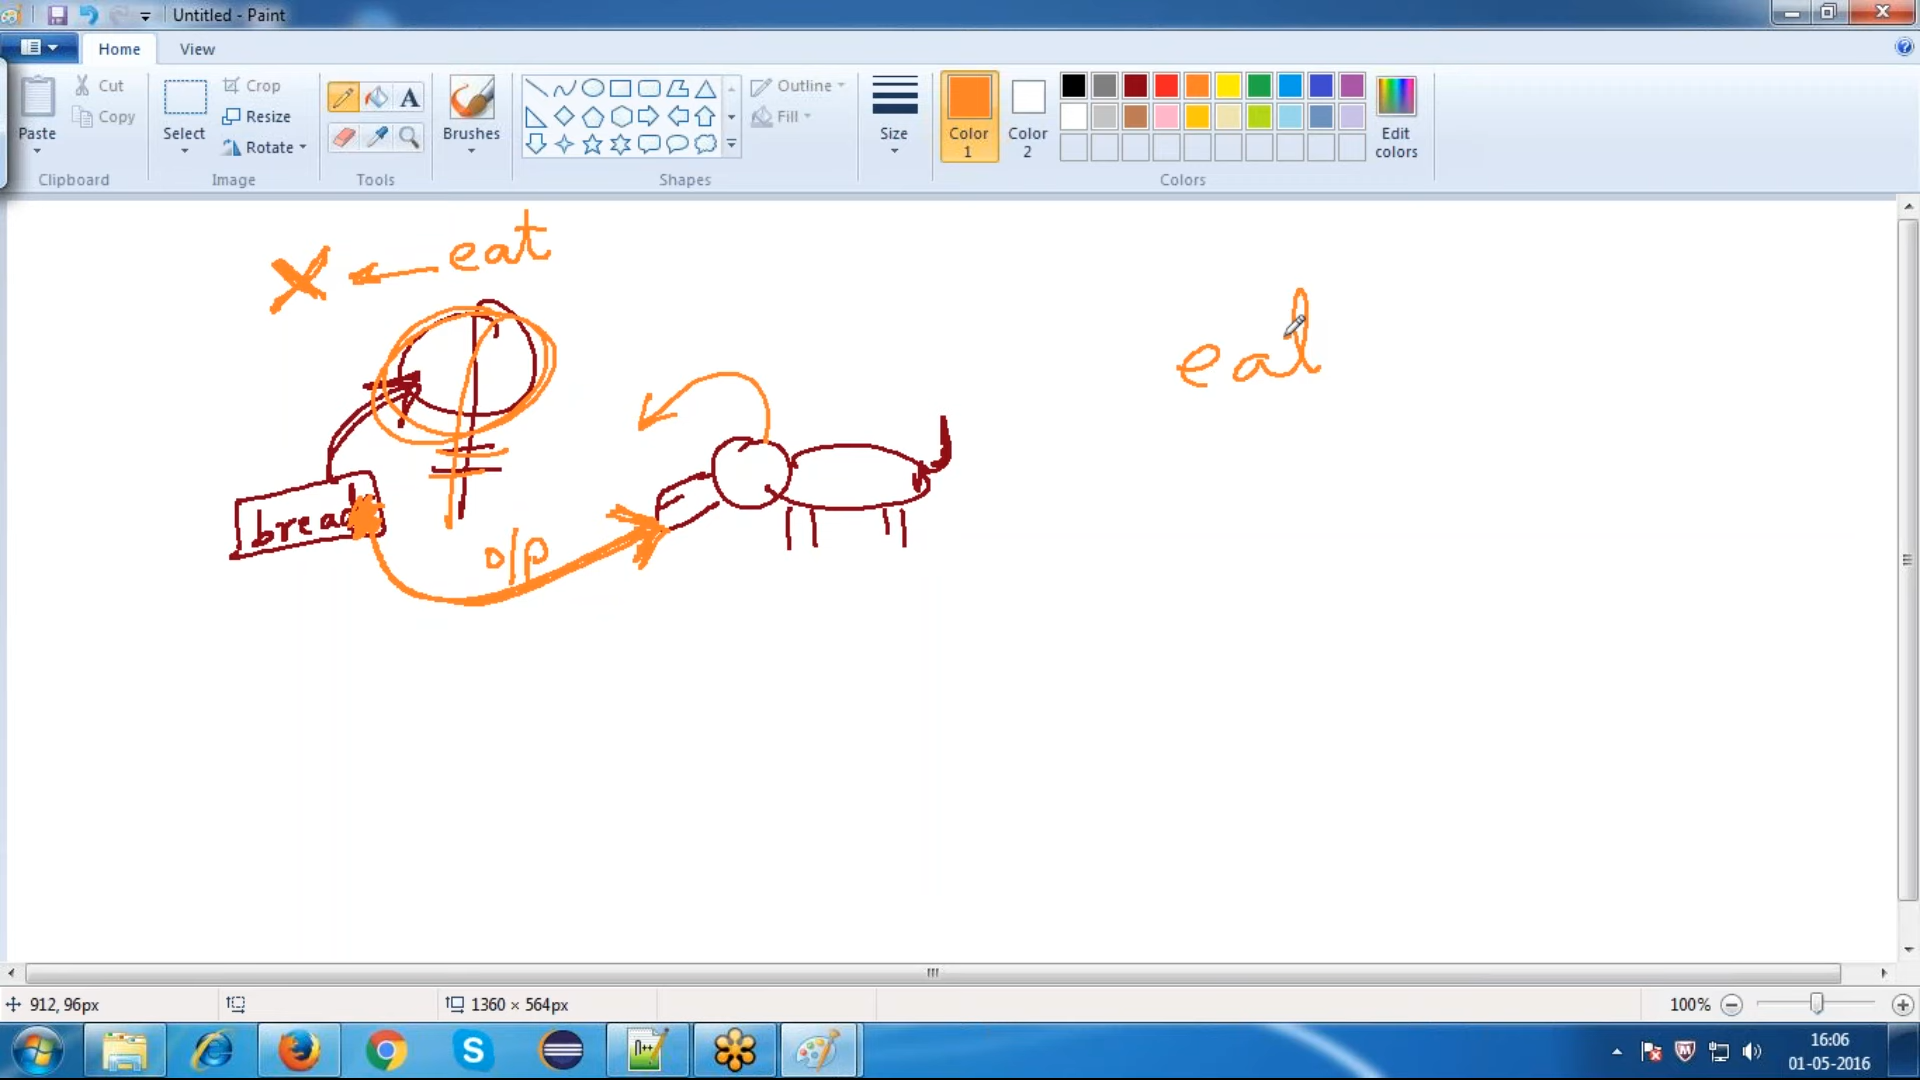 Untitled - Paint
Home
View
Paste
Cut
Copy
Clipboard
Select
Crop
Resize
Rotate
Image
A
Tools
Brushes
Shapes
Outline
Fill
Size
Color 1
Color 2
Edit colors
Colors
X
eat
bread
o/p
eat
912, 96px
1360 × 564px
100%
16:06
01-05-2016